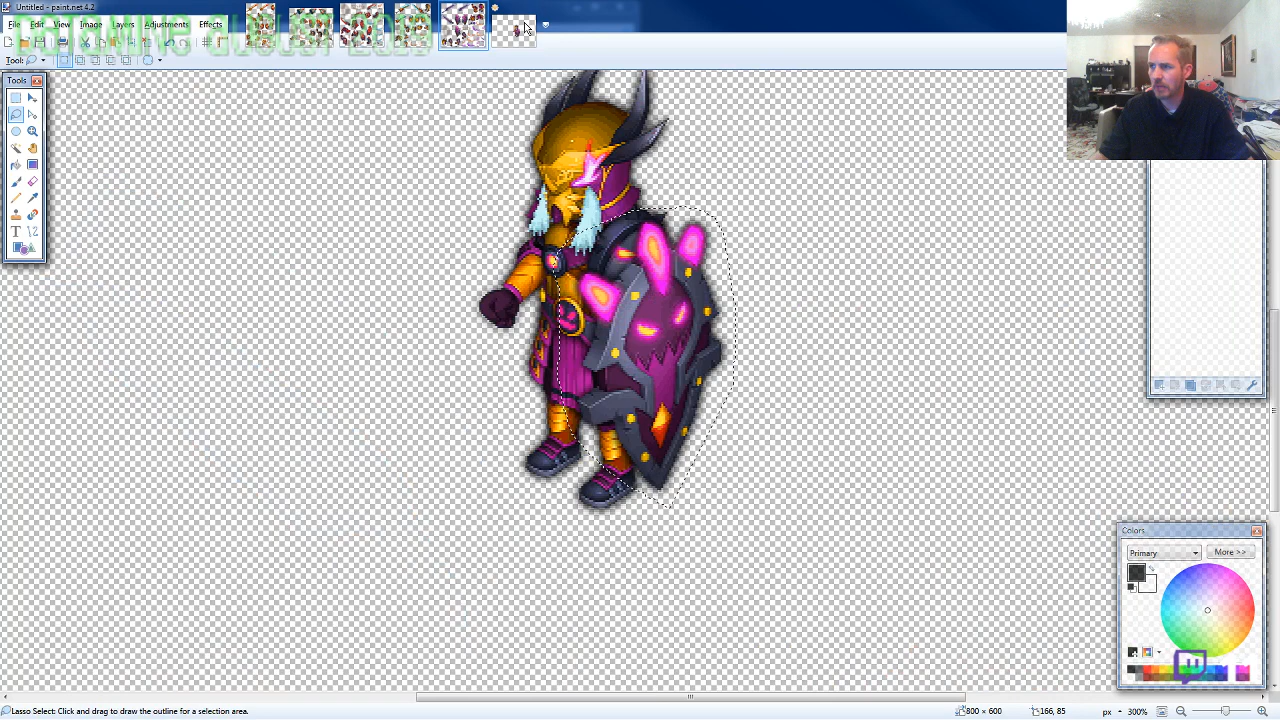 Untitled - paint.net 4.2
File Edit View Image Layers Adjustments Effects
Tool:
Tools
Colors
Primary More >>
Lasso Select: Click and drag to draw the outline for a selection area.
800 × 600 166, 85 px 300%